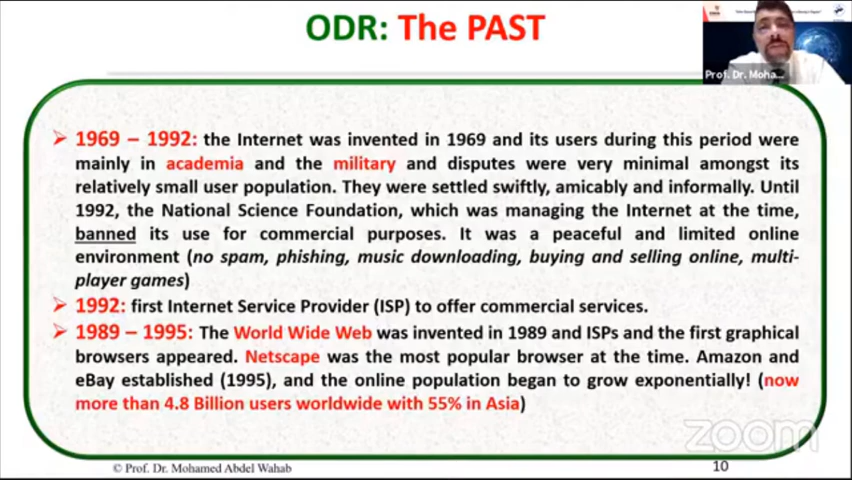 ODR: The PAST
Prof. Dr. Moha...
➢ 1969 – 1992: the Internet was invented in 1969 and its users during this period were
mainly in academia and the military and disputes were very minimal amongst its
relatively small user population. They were settled swiftly, amicably and informally. Until
1992, the National Science Foundation, which was managing the Internet at the time,
banned its use for commercial purposes. It was a peaceful and limited online
environment (no spam, phishing, music downloading, buying and selling online, multi-
player games)
➢ 1992: first Internet Service Provider (ISP) to offer commercial services.
➢ 1989 – 1995: The World Wide Web was invented in 1989 and ISPs and the first graphical
browsers appeared. Netscape was the most popular browser at the time. Amazon and
eBay established (1995), and the online population began to grow exponentially! (now
more than 4.8 Billion users worldwide with 55% in Asia)
zoom
© Prof. Dr. Mohamed Abdel Wahab
10